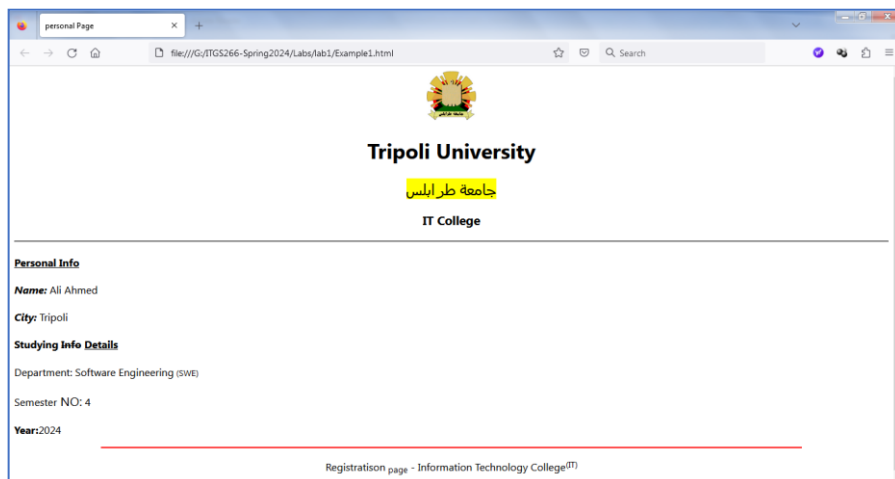 personal Page
file:///G:/ITGS266-Spring2024/Labs/lab1/Example1.html
Search
جامعة طرابلس
Tripoli University
جامعة طرابلس
IT College
Personal Info
Name: Ali Ahmed
City: Tripoli
Studying Info Details
Department: Software Engineering (SWE)
Semester NO: 4
Year:2024
Registratison page - Information Technology College(IT)